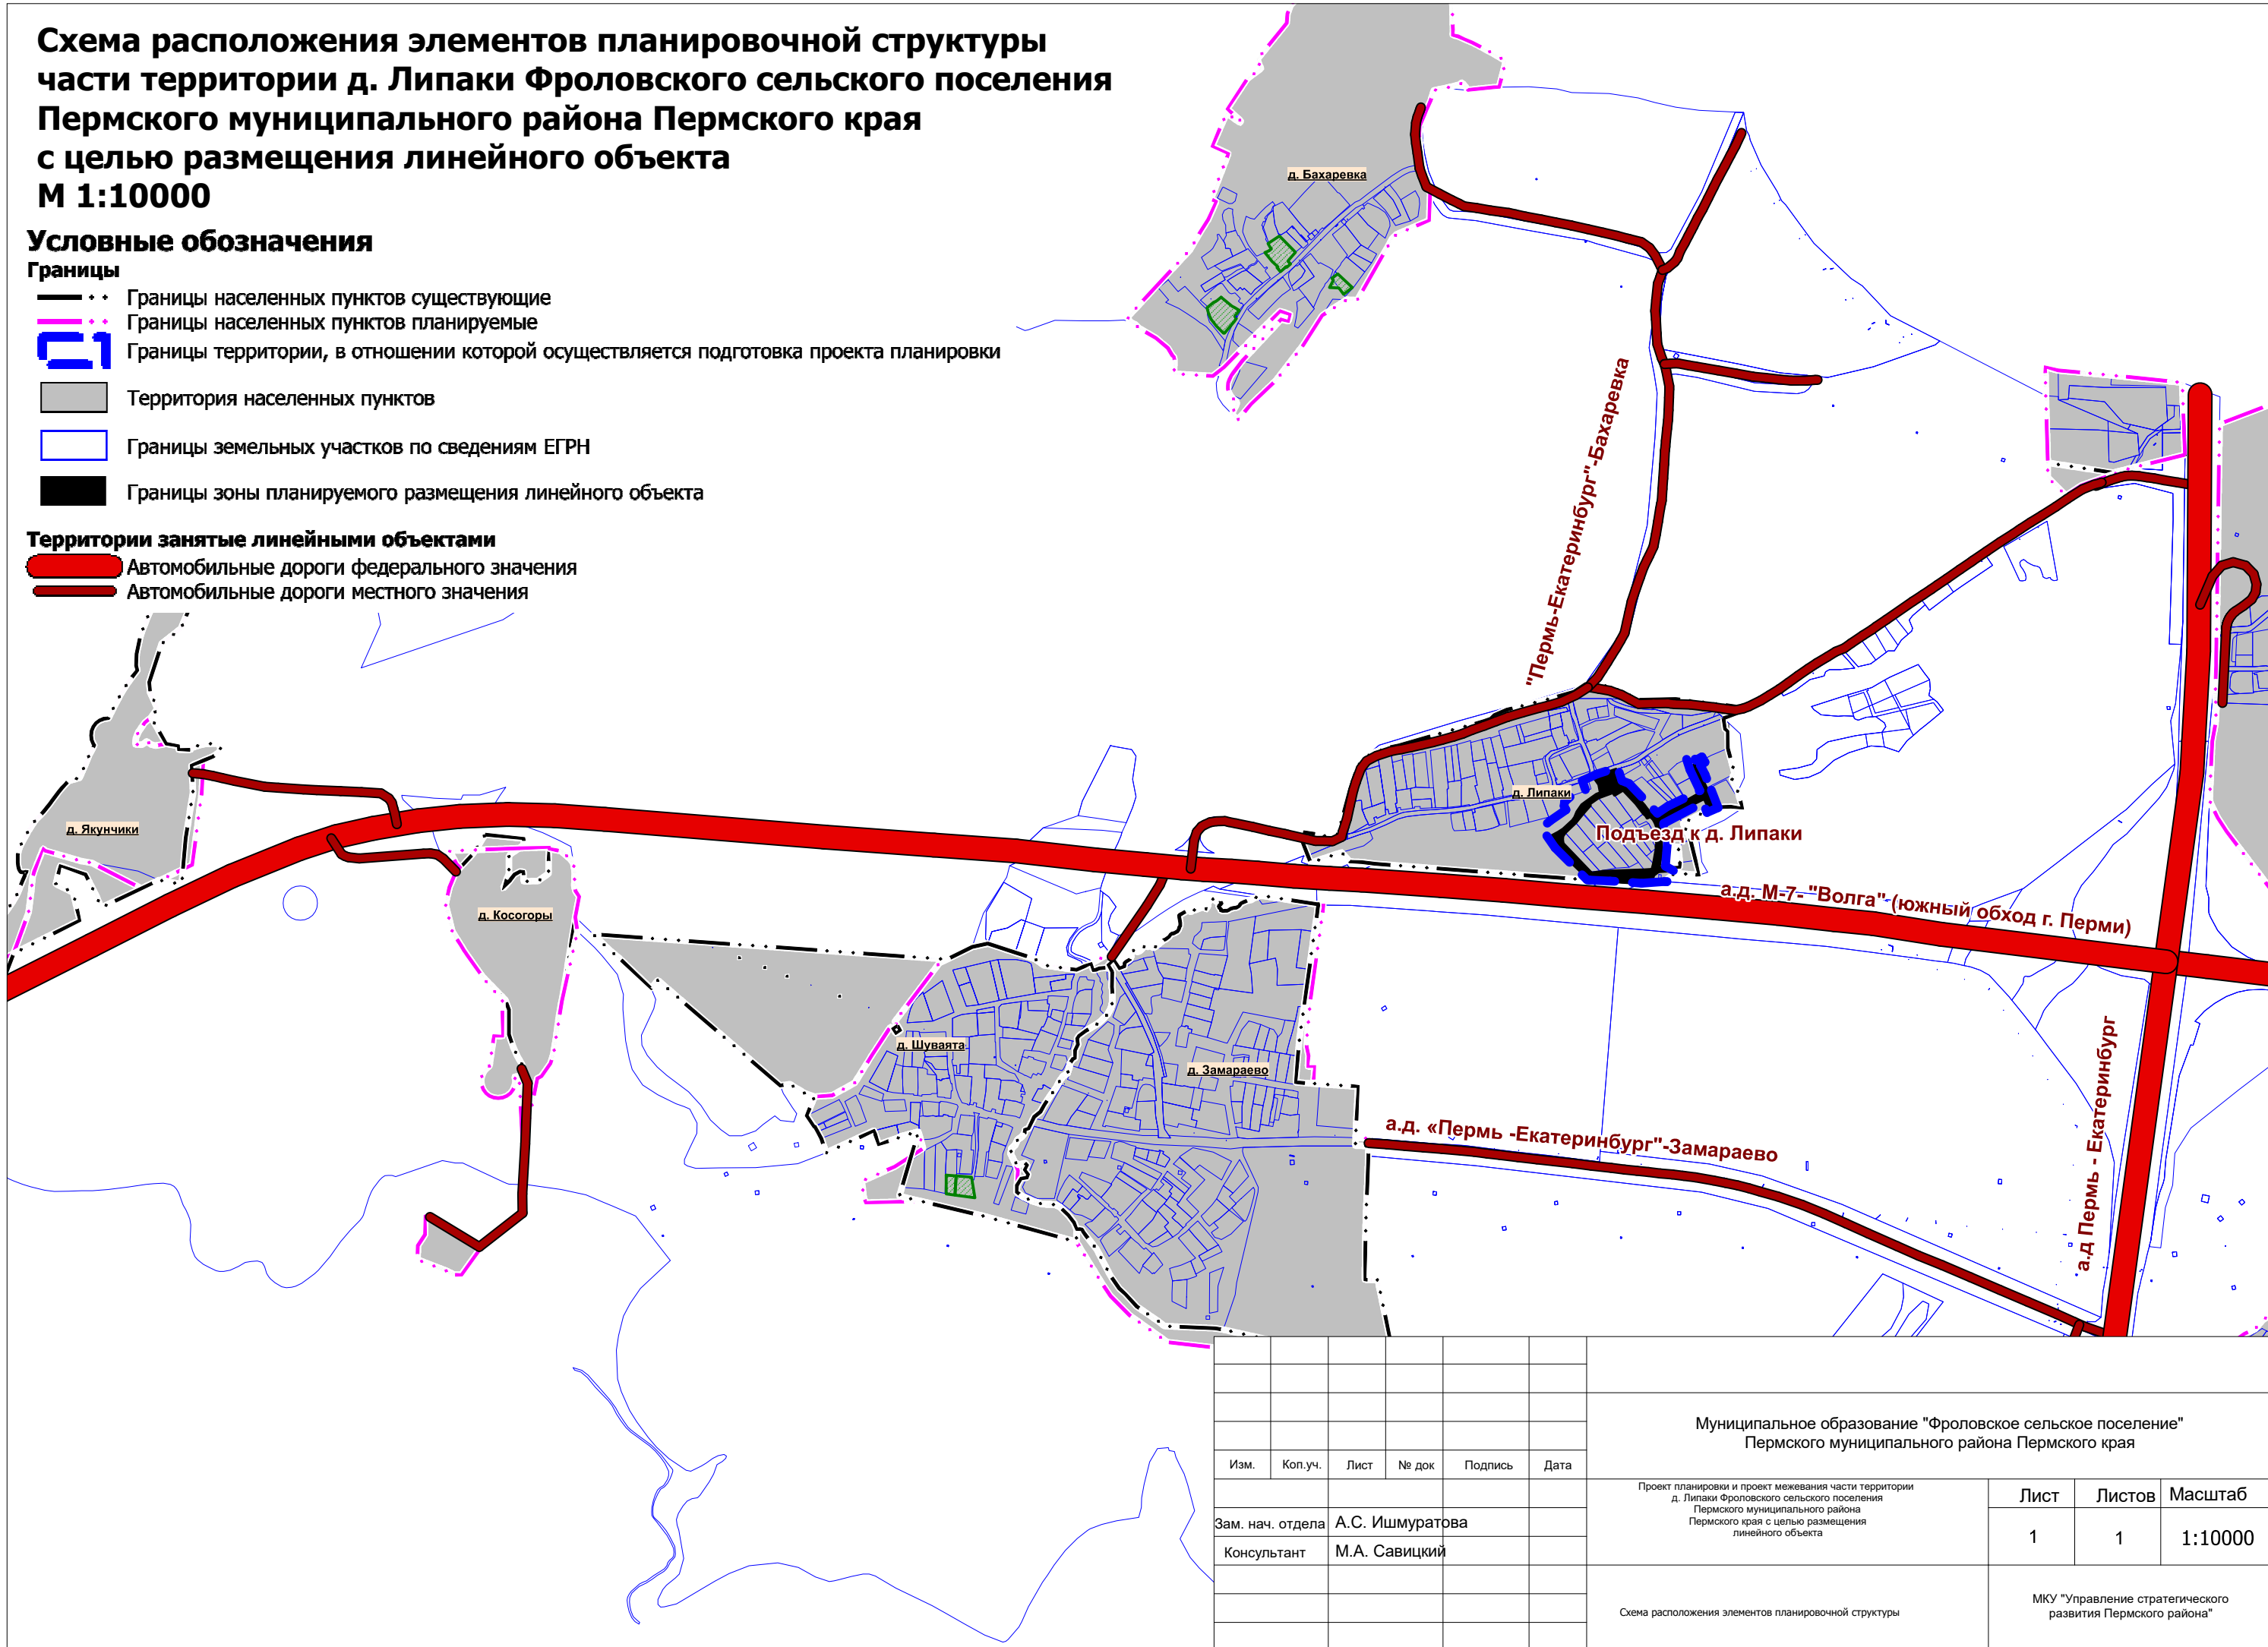 Схема расположения элементов планировочной структуры
части территории д. Липаки Фроловского сельского поселения
Пермского муниципального района Пермского края
с целью размещения линейного объекта
М 1:10000
Условные обозначения
Границы
Границы населенных пунктов существующие
Границы населенных пунктов планируемые
Границы территории, в отношении которой осуществляется подготовка проекта планировки
Территория населенных пунктов
Границы земельных участков по сведениям ЕГРН
Границы зоны планируемого размещения линейного объекта
Территории занятые линейными объектами
Автомобильные дороги федерального значения
Автомобильные дороги местного значения
д. Бахаревка
"Пермь-Екатеринбург"-Бахаревка
д. Якунчики
д. Косогоры
д. Липаки
Подъезд к д. Липаки
а.д. М-7- "Волга" (южный обход г. Перми)
д. Шуваята
д. Замараево
а.д. «Пермь -Екатеринбург"-Замараево
а.д Пермь - Екатеринбург
Изм. Коп.уч. Лист № док Подпись Дата
Зам. нач. отдела А.С. Ишмуратова
Консультант М.А. Савицкий
Муниципальное образование "Фроловское сельское поселение"
Пермского муниципального района Пермского края
Проект планировки и проект межевания части территории
д. Липаки Фроловского сельского поселения
Пермского муниципального района
Пермского края с целью размещения
линейного объекта
Лист Листов Масштаб
1 1 1:10000
Схема расположения элементов планировочной структуры
МКУ "Управление стратегического
развития Пермского района"